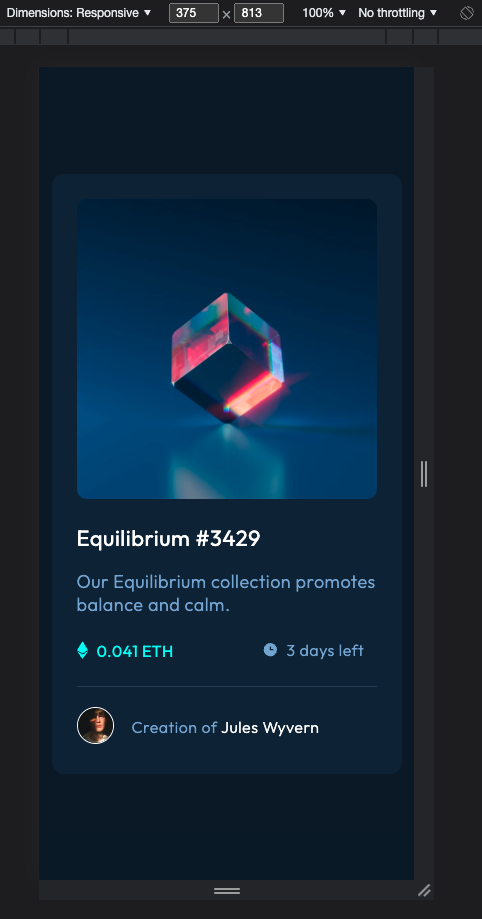 Dimensions: Responsive ▼ 375 × 813 100% ▼ No throttling ▼
Equilibrium #3429
Our Equilibrium collection promotes
balance and calm.
0.041 ETH 3 days left
Creation of Jules Wyvern